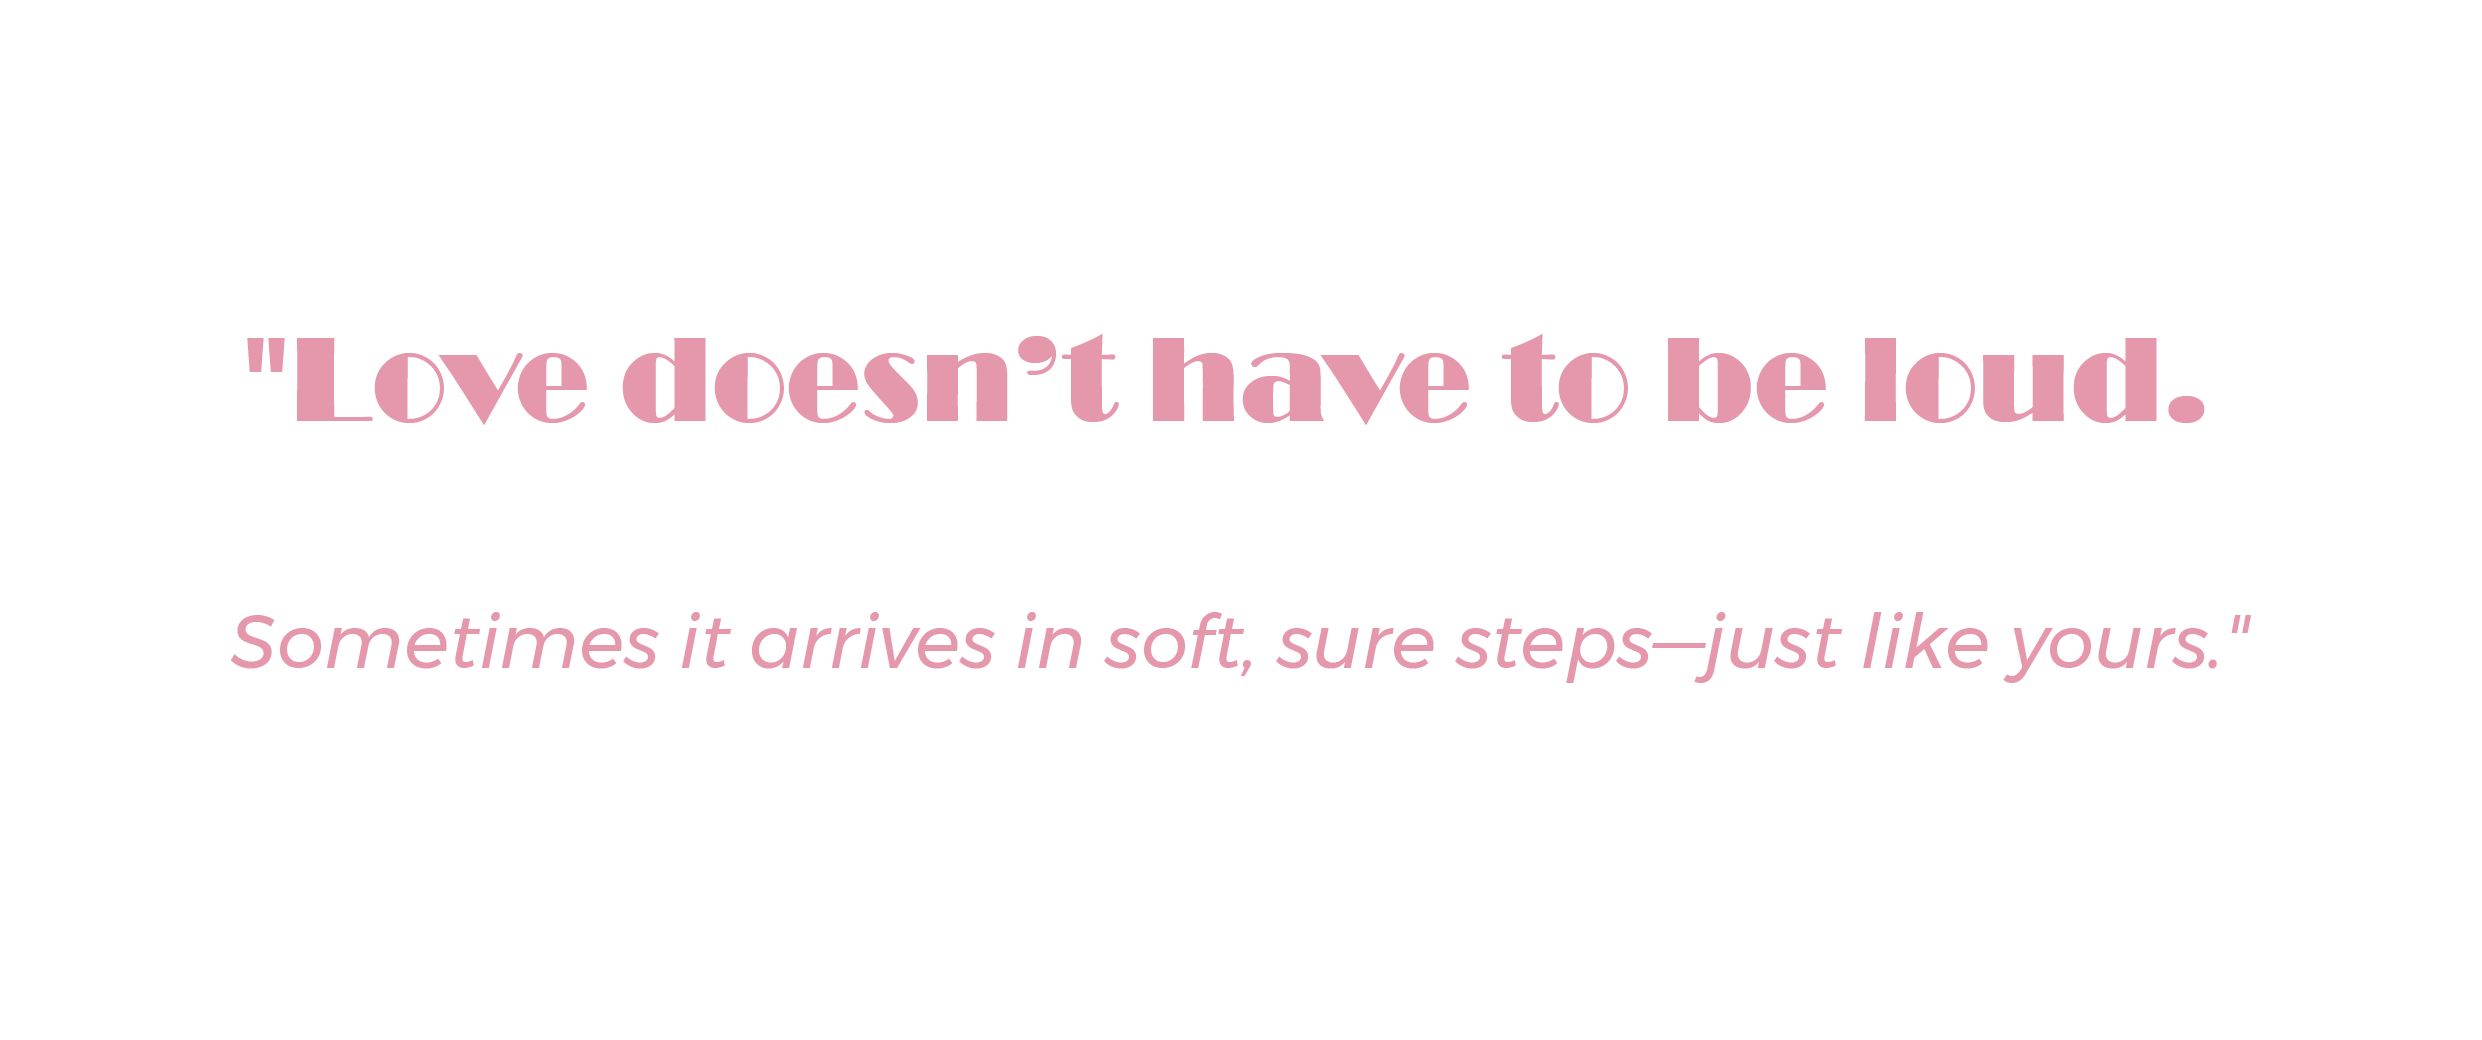 "Love doesn’t have to be loud.
Sometimes it arrives in soft, sure steps—just like yours."